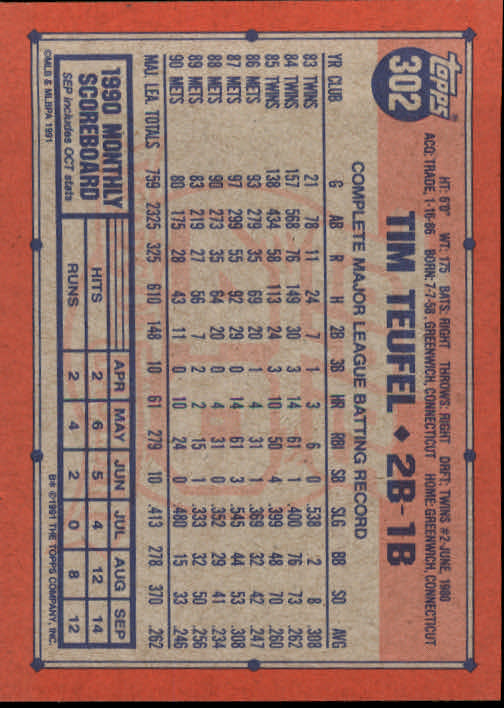 Topps
302
HT: 6'0" WT: 175 BATS: RIGHT THROWS: RIGHT DRFT: TWINS #2-JUNE, 1980
ACQ: TRADE, 1-16-86 BORN: 7-7-58, GREENWICH, CONNECTICUT HOME: GREENWICH, CONNECTICUT
TIM TEUFEL ♦ 2B-1B
COMPLETE MAJOR LEAGUE BATTING RECORD
YR CLUB G AB R H 2B 3B HR RBI SB SLG BB SO AVG
83 TWINS 21 78 11 24 7 1 3 6 0 .538 2 8 .308
84 TWINS 157 568 76 149 30 3 14 61 1 .400 76 73 .262
85 TWINS 138 434 58 113 24 3 10 50 4 .399 48 70 .260
86 METS 93 279 35 69 20 1 4 31 1 .369 32 42 .247
87 METS 97 299 55 92 29 0 14 61 3 .545 44 53 .308
88 METS 90 273 35 64 20 0 4 31 0 .352 29 41 .234
89 METS 83 219 27 56 7 2 2 15 1 .333 32 50 .256
90 METS 80 175 28 43 11 0 10 24 0 .480 15 33 .246
MAJ. LEA. TOTALS 759 2325 325 610 148 10 61 279 10 .413 278 370 .262
1990 MONTHLY
SCOREBOARD
SEP includes OCT stats
APR MAY JUN JUL AUG SEP
HITS 2 6 5 4 12 14
RUNS 2 4 2 0 8 12
©MLB & MLBPA 1991
B* ©1991 THE TOPPS COMPANY, INC.